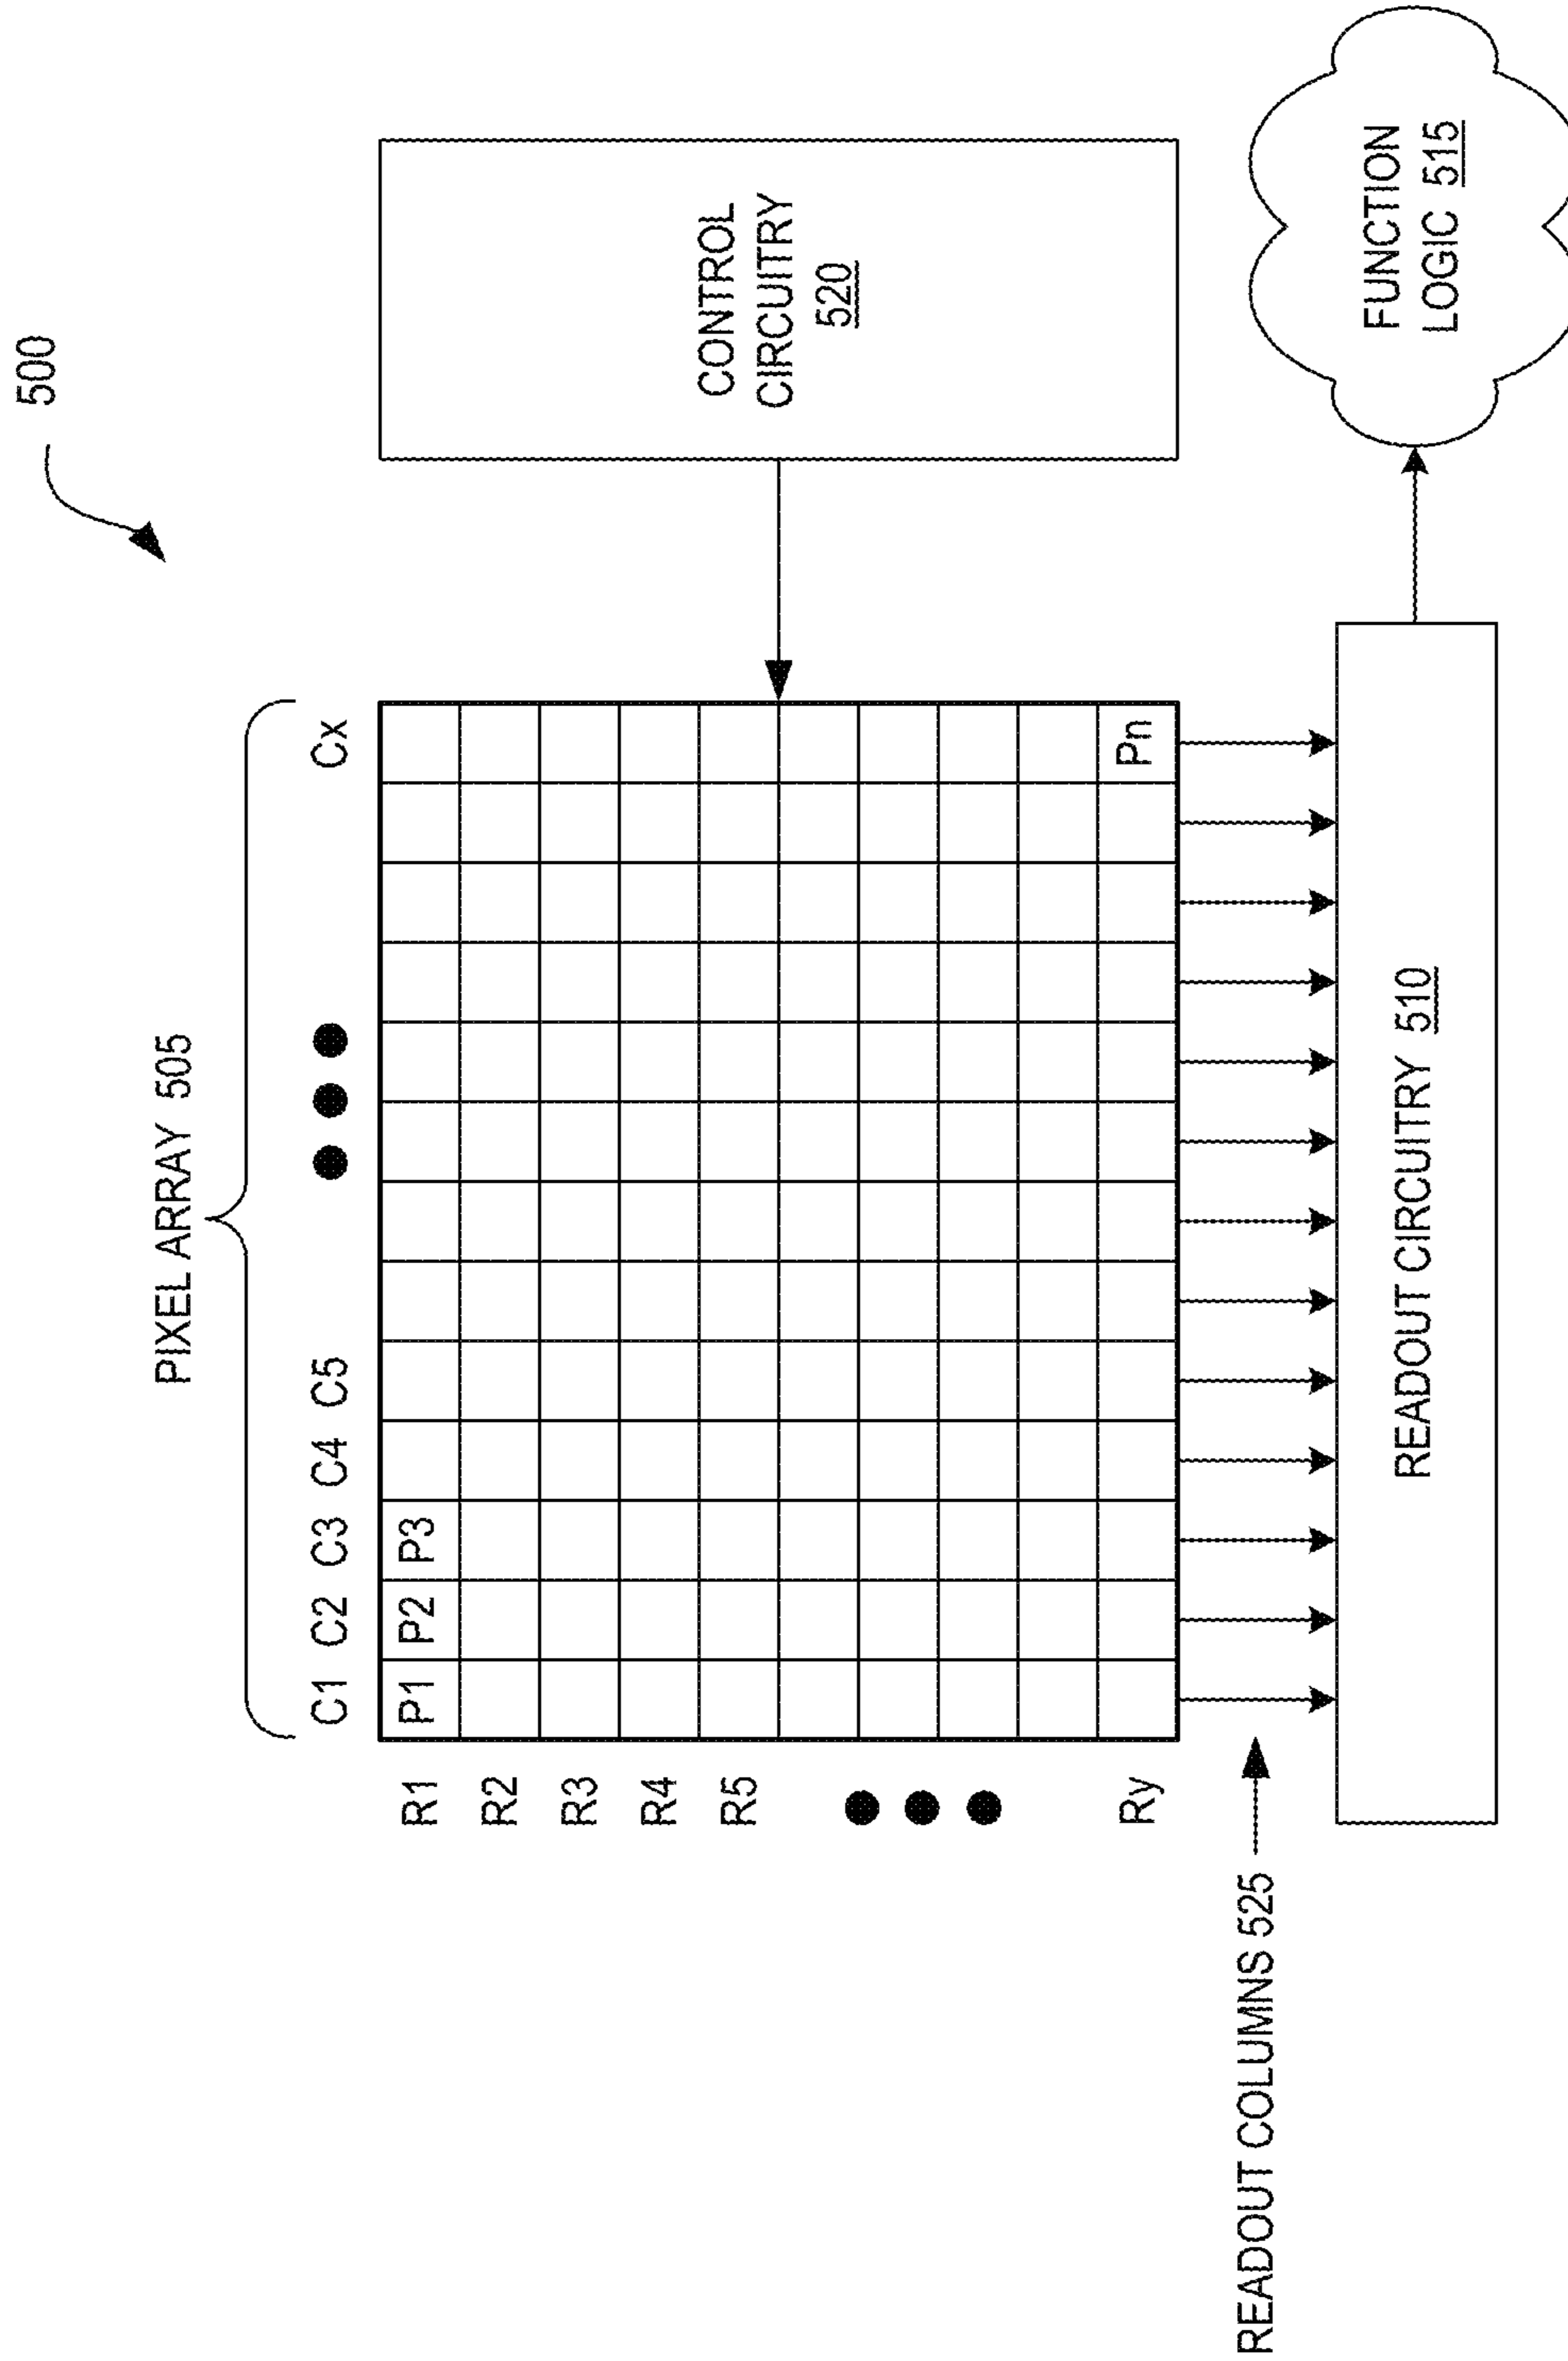 500
PIXEL ARRAY 505
C1 C2 C3 C4 C5 Cx
R1 P1 P2 P3
R2
R3
R4
R5
Ry Pn
CONTROL
CIRCUITRY
520
READOUT COLUMNS 525
READOUT CIRCUITRY 510
FUNCTION
LOGIC 515